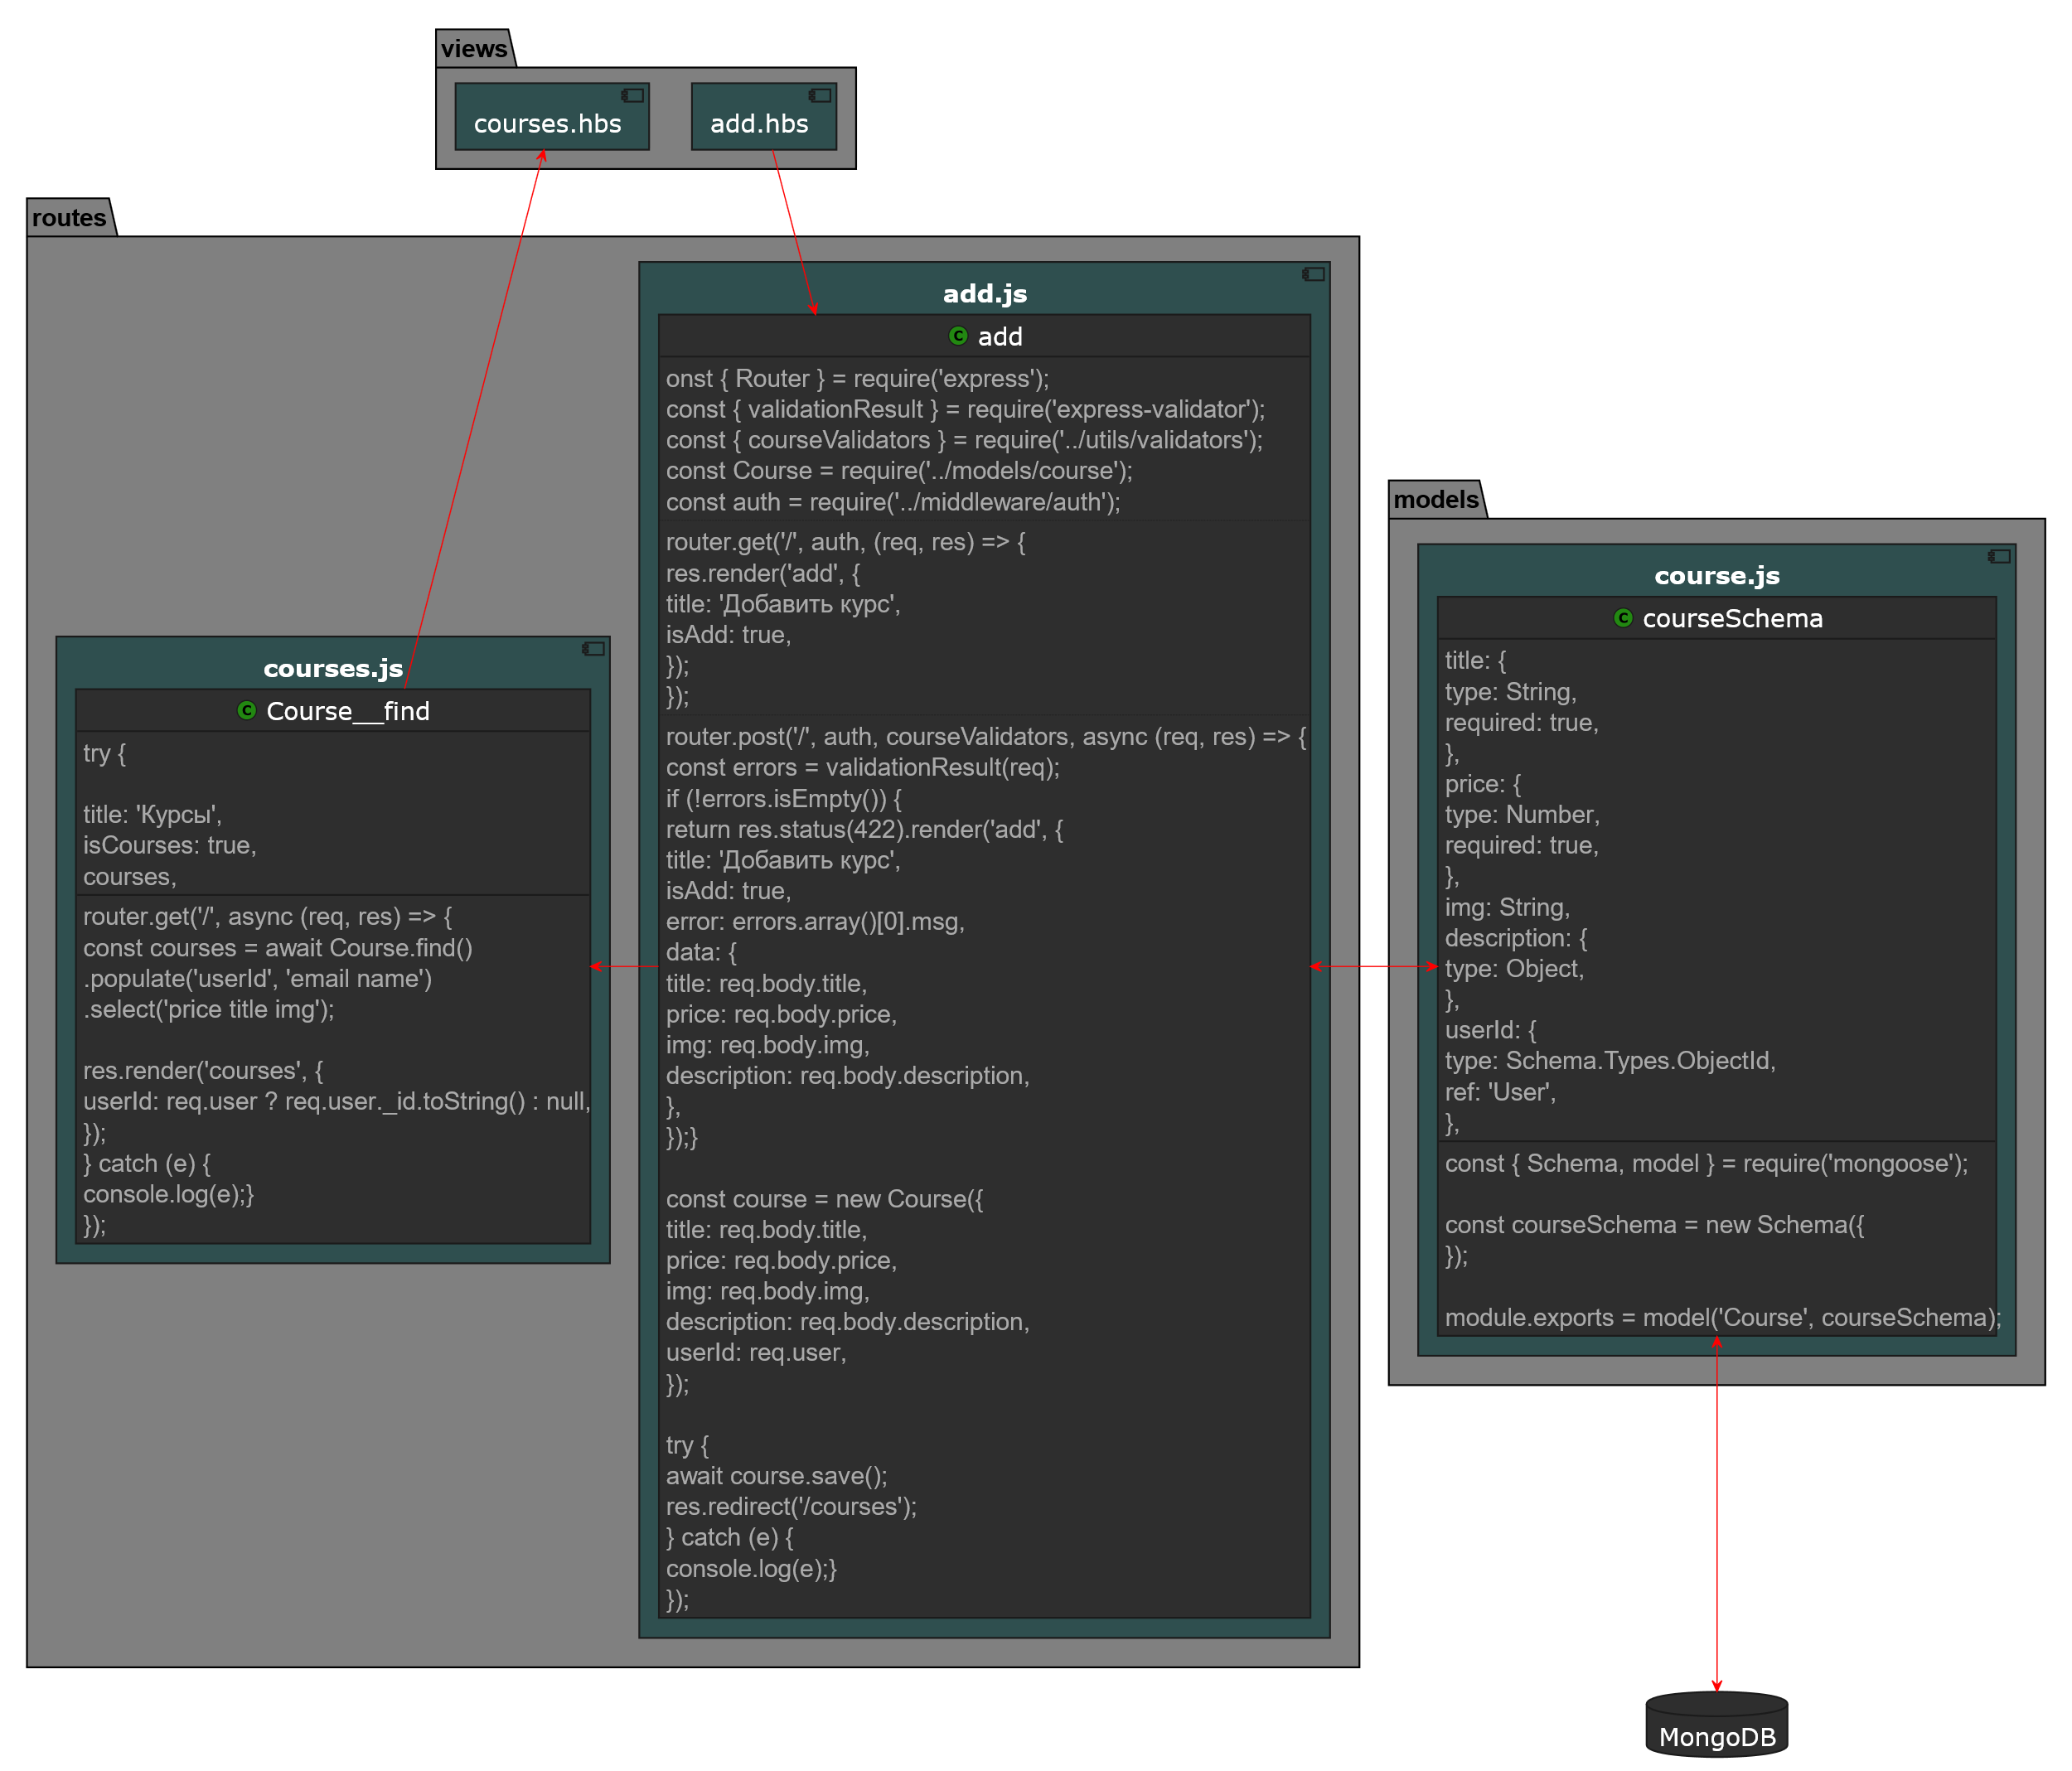 views
courses.hbs
add.hbs
routes
add.js
add
onst { Router } = require('express');
const { validationResult } = require('express-validator');
const { courseValidators } = require('../utils/validators');
const Course = require('../models/course');
const auth = require('../middleware/auth');
router.get('/', auth, (req, res) => {
res.render('add', {
title: 'Добавить курс',
isAdd: true,
});
});
router.post('/', auth, courseValidators, async (req, res) => {
const errors = validationResult(req);
if (!errors.isEmpty()) {
return res.status(422).render('add', {
title: 'Добавить курс',
isAdd: true,
error: errors.array()[0].msg,
data: {
title: req.body.title,
price: req.body.price,
img: req.body.img,
description: req.body.description,
},
});}
const course = new Course({
title: req.body.title,
price: req.body.price,
img: req.body.img,
description: req.body.description,
userId: req.user,
});
try {
await course.save();
res.redirect('/courses');
} catch (e) {
console.log(e);}
});
courses.js
Course__find
try {
title: 'Курсы',
isCourses: true,
courses,
router.get('/', async (req, res) => {
const courses = await Course.find()
.populate('userId', 'email name')
.select('price title img');
res.render('courses', {
userId: req.user ? req.user._id.toString() : null,
});
} catch (e) {
console.log(e);}
});
models
course.js
courseSchema
title: {
type: String,
required: true,
},
price: {
type: Number,
required: true,
},
img: String,
description: {
type: Object,
},
userId: {
type: Schema.Types.ObjectId,
ref: 'User',
},
const { Schema, model } = require('mongoose');
const courseSchema = new Schema({
});
module.exports = model('Course', courseSchema);
MongoDB